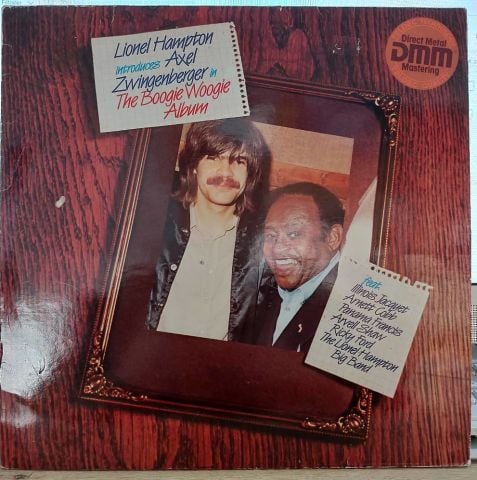 Lionel Hampton
introduces Axel
Zwingenberger in
The Boogie Woogie
Album
Direct Metal
DMM
Mastering
feat.
Illinois Jacquet
Arnett Cobb
Panama Francis
Arvell Shaw
Ricky Ford
The Lionel Hampton
Big Band